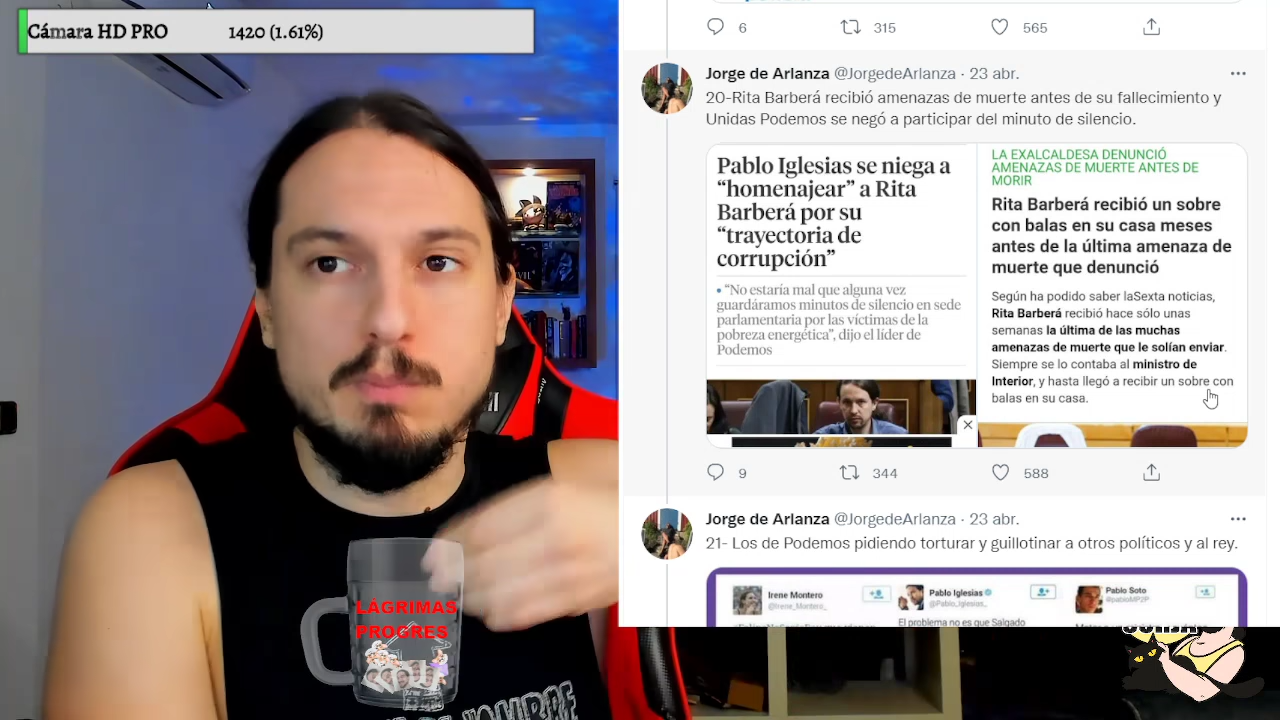 Cámara HD PRO 1420 (1.61%)
LÁGRIMAS
PROGRES
6 315 565
Jorge de Arlanza @JorgedeArlanza · 23 abr.
20-Rita Barberá recibió amenazas de muerte antes de su fallecimiento y
Unidas Podemos se negó a participar del minuto de silencio.
Pablo Iglesias se niega a
“homenajear” a Rita
Barberá por su
“trayectoria de
corrupción”
• “No estaría mal que alguna vez
guardáramos minutos de silencio en sede
parlamentaria por las víctimas de la
pobreza energética”, dijo el líder de
Podemos
LA EXALCALDESA DENUNCIÓ
AMENAZAS DE MUERTE ANTES DE
MORIR
Rita Barberá recibió un sobre
con balas en su casa meses
antes de la última amenaza de
muerte que denunció
Según ha podido saber laSexta noticias,
Rita Barberá recibió hace sólo unas
semanas la última de las muchas
amenazas de muerte que le solían enviar.
Siempre se lo contaba al ministro de
Interior, y hasta llegó a recibir un sobre con
balas en su casa.
9 344 588
Jorge de Arlanza @JorgedeArlanza · 23 abr.
21- Los de Podemos pidiendo torturar y guillotinar a otros políticos y al rey.
Irene Montero
@Irene_Montero_
Pablo Iglesias
@Pablo_Iglesias_
El problema no es que Salgado
Pablo Soto
@pabloMP2P